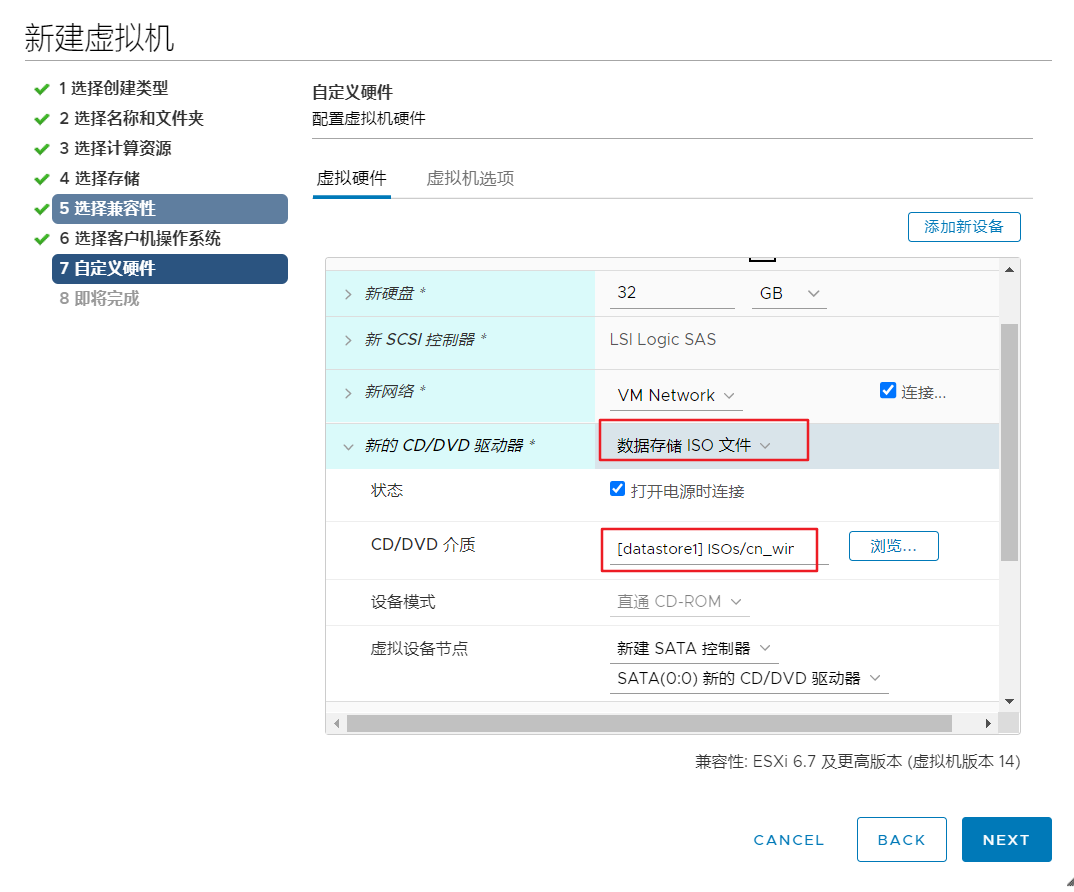 新建虚拟机
1 选择创建类型
2 选择名称和文件夹
3 选择计算资源
4 选择存储
5 选择兼容性
6 选择客户机操作系统
7 自定义硬件
8 即将完成
自定义硬件
配置虚拟机硬件
虚拟硬件 虚拟机选项
添加新设备
新硬盘 * 32 GB
新 SCSI 控制器 * LSI Logic SAS
新网络 * VM Network 连接...
新的 CD/DVD 驱动器 * 数据存储 ISO 文件
状态 打开电源时连接
CD/DVD 介质 [datastore1] ISOs/cn_wir 浏览...
设备模式 直通 CD-ROM
虚拟设备节点 新建 SATA 控制器
SATA(0:0) 新的 CD/DVD 驱动器
兼容性: ESXi 6.7 及更高版本 (虚拟机版本 14)
CANCEL BACK NEXT